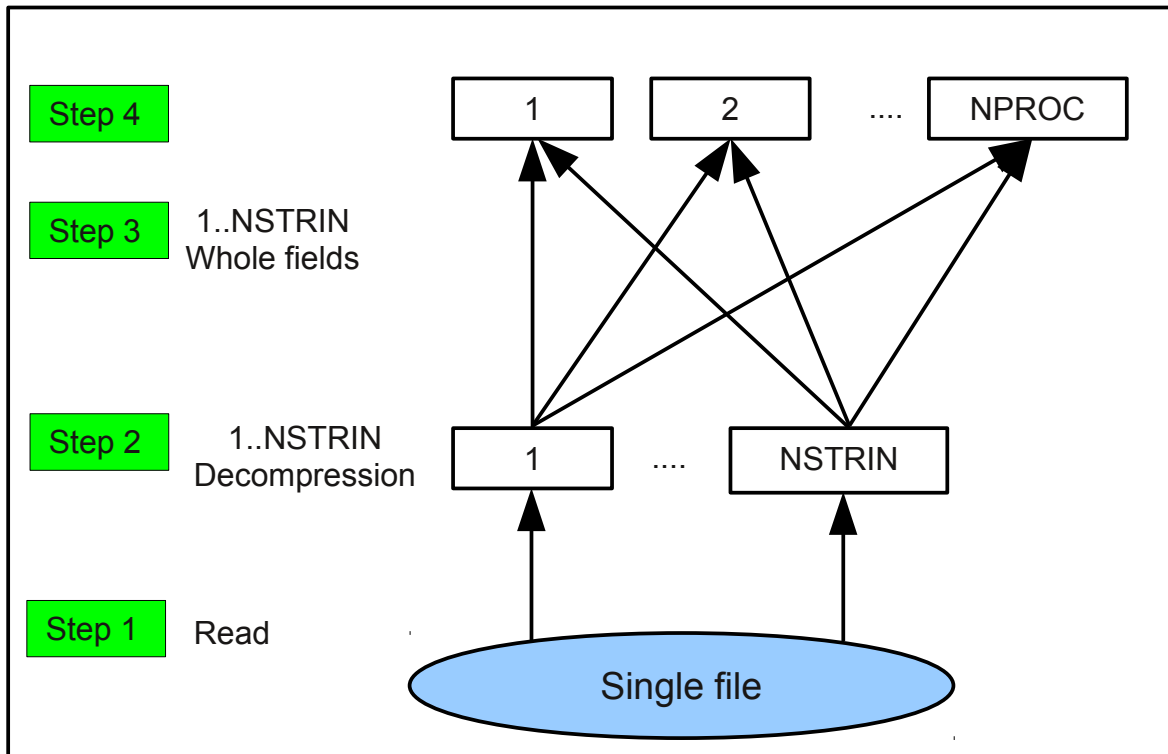 Step 4
1
2
....
NPROC
Step 3
1..NSTRIN
Whole fields
Step 2
1..NSTRIN
Decompression
1
....
NSTRIN
Step 1
Read
Single file